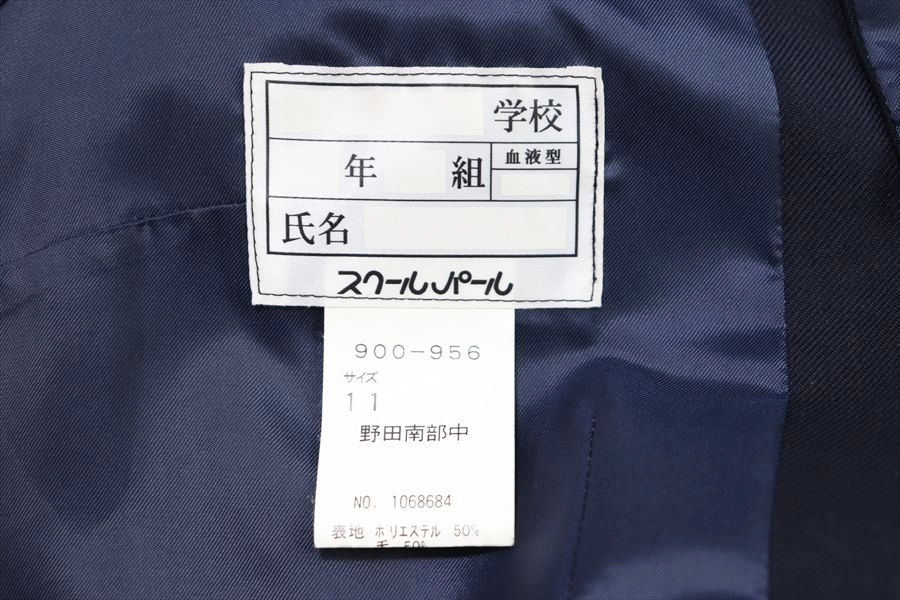 学校
年 組 血液型
氏名
スクールパール
900-956
サイズ
11
野田南部中
NO. 1068684
表地 ポリエステル 50%
毛 50%